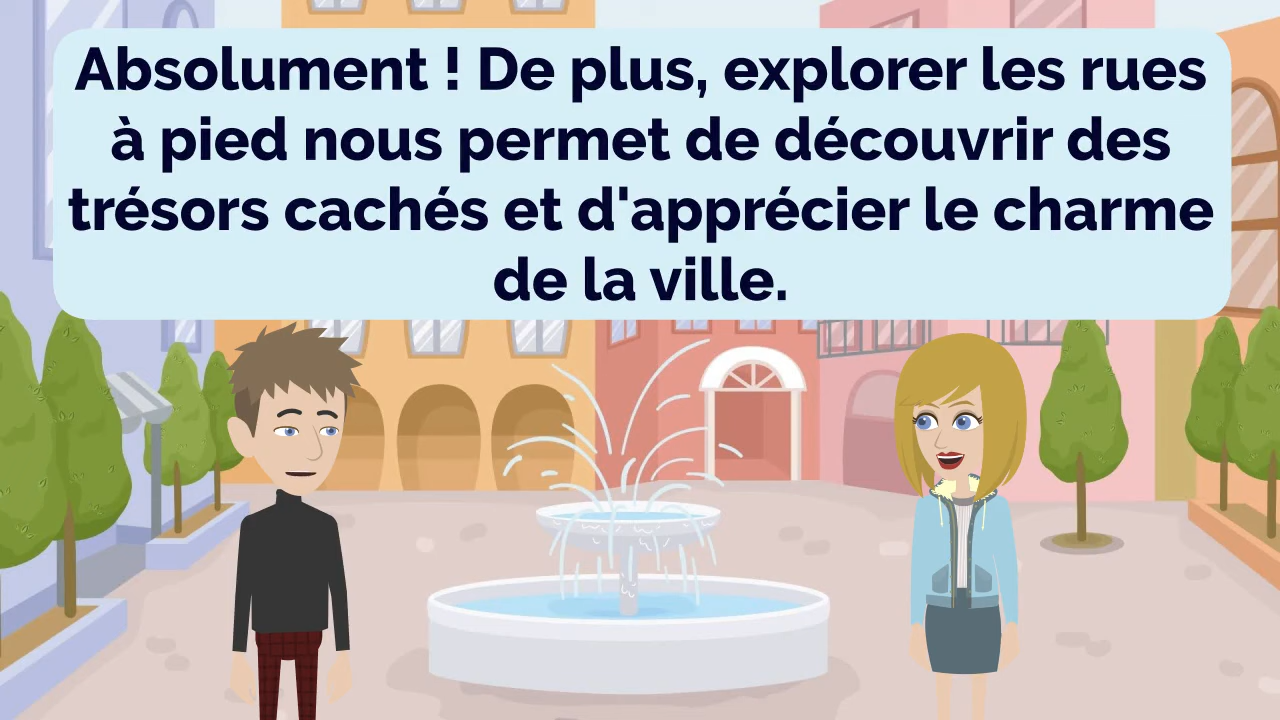 Absolument ! De plus, explorer les rues
à pied nous permet de découvrir des
trésors cachés et d'apprécier le charme
de la ville.